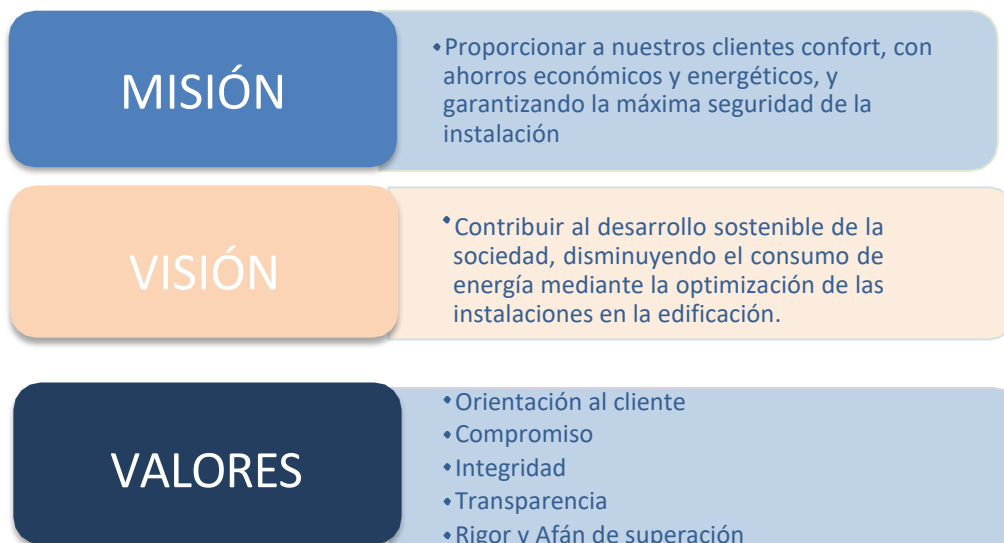 MISIÓN
•Proporcionar a nuestros clientes confort, con
ahorros económicos y energéticos, y
garantizando la máxima seguridad de la
instalación
VISIÓN
•Contribuir al desarrollo sostenible de la
sociedad, disminuyendo el consumo de
energía mediante la optimización de las
instalaciones en la edificación.
VALORES
•Orientación al cliente
•Compromiso
•Integridad
•Transparencia
•Rigor y Afán de superación